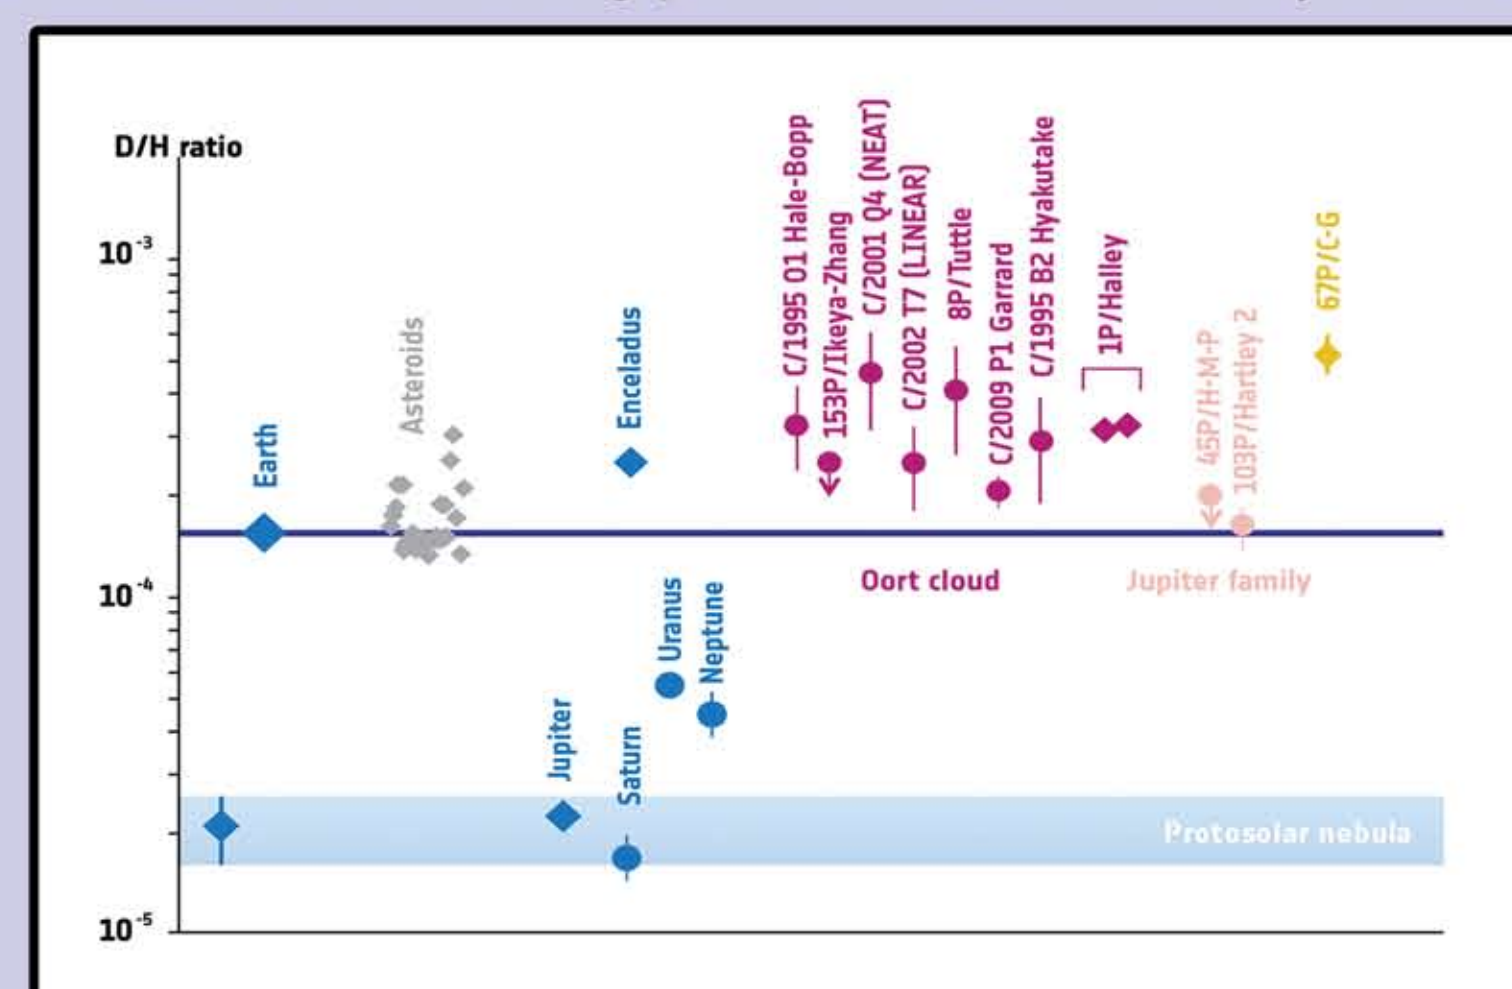 D/H ratio
10-3
10-4
10-5
Earth
Asteroids
Enceladus
Jupiter
Saturn
Uranus
Neptune
C/1995 O1 Hale-Bopp
153P/Ikeya-Zhang
C/2001 Q4 (NEAT)
C/2002 T7 (LINEAR)
8P/Tuttle
C/2009 P1 Garrard
C/1995 B2 Hyakutake
1P/Halley
45P/H-M-P
103P/Hartley 2
67P/C-G
Oort cloud
Jupiter family
Protosolar nebula